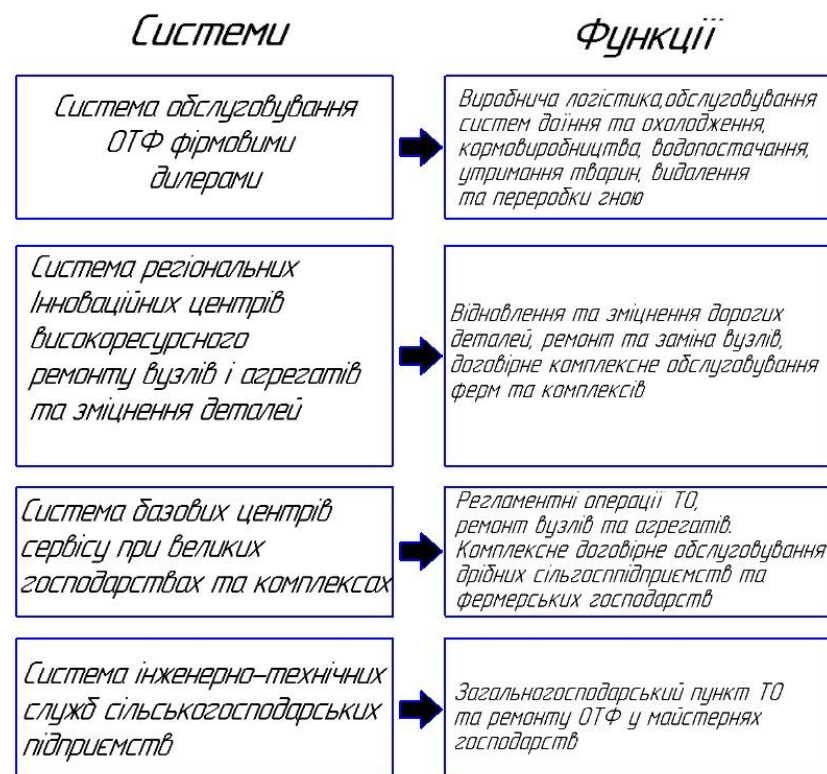 Системи
Функції
Система обслуговування
ОТФ фірмовими
дилерами
Виробнича логістика,обслуговування
систем доїння та охолодження,
кормовиробництва, водопостачання,
утримання тварин, видалення
та переробки гною
Система регіональних
Інноваційних центрів
високоресурсного
ремонту вузлів і агрегатів
та зміцнення деталей
Відновлення та зміцнення дорогих
деталей, ремонт та заміна вузлів,
договірне комплексне обслуговування
ферм та комплексів
Система базових центрів
сервісу при великих
господарствах та комплексах
Регламентні операції ТО,
ремонт вузлів та агрегатів.
Комплексне договірне обслуговування
дрібних сільгосппідприємств та
фермерських господарств
Система інженерно-технічних
служб сільськогосподарських
підприємств
Загальногосподарський пункт ТО
та ремонту ОТФ у майстернях
господарств